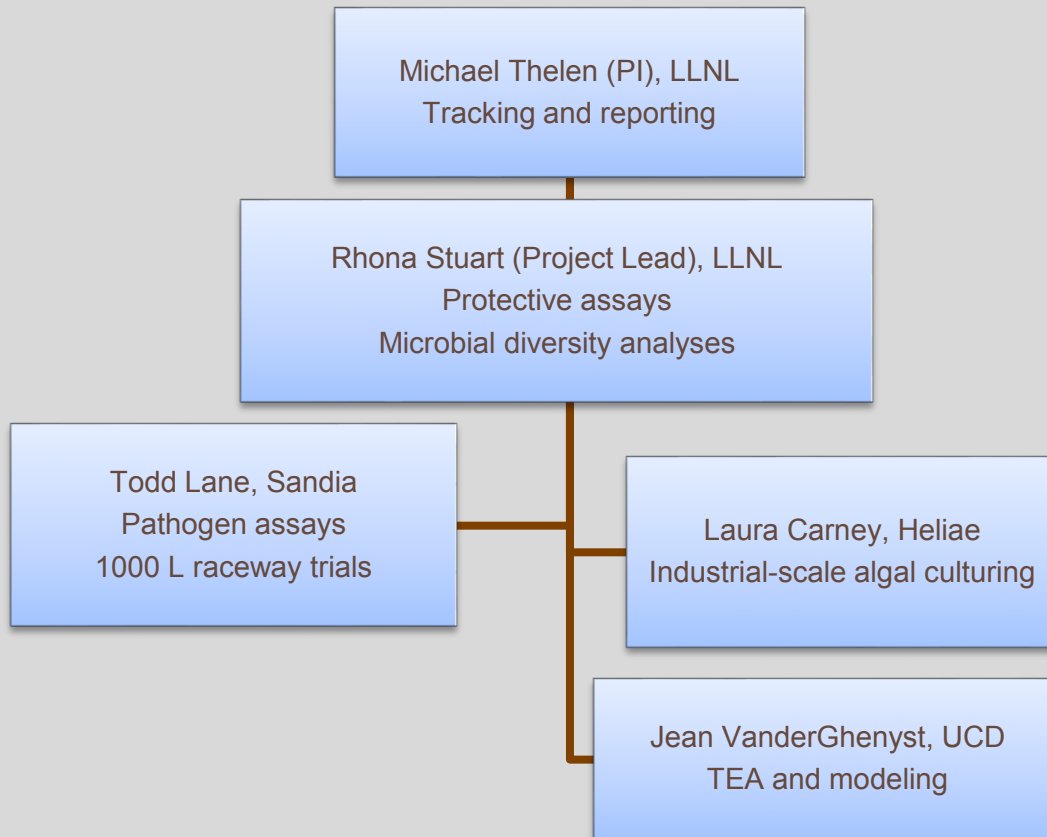 Michael Thelen (PI), LLNL
Tracking and reporting
Rhona Stuart (Project Lead), LLNL
Protective assays
Microbial diversity analyses
Todd Lane, Sandia
Pathogen assays
1000 L raceway trials
Laura Carney, Heliae
Industrial-scale algal culturing
Jean VanderGhenyst, UCD
TEA and modeling